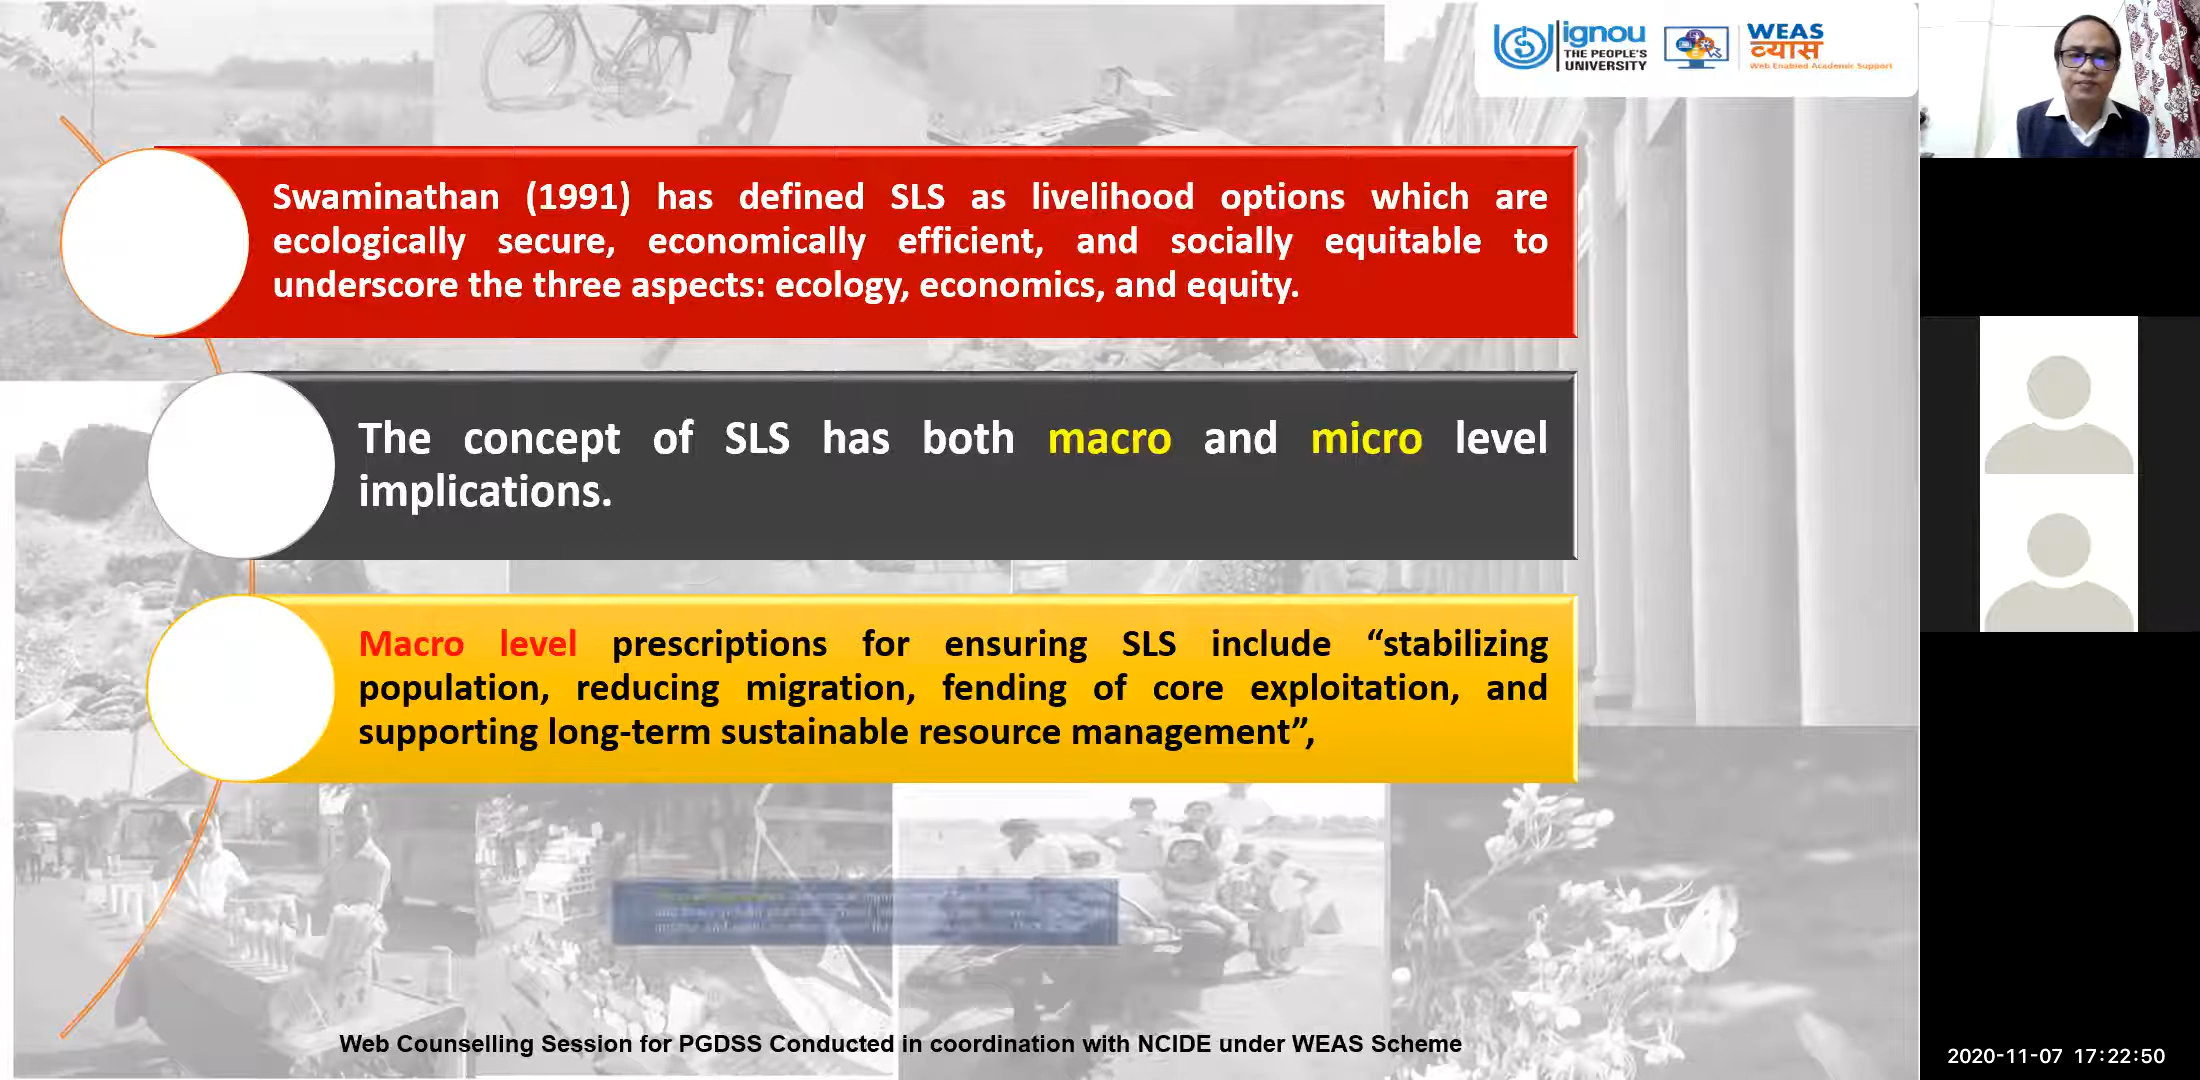 ignou
THE PEOPLE'S
UNIVERSITY
WEAS
व्यास
Web Enabled Academic Support
Swaminathan (1991) has defined SLS as livelihood options which are
ecologically secure, economically efficient, and socially equitable to
underscore the three aspects: ecology, economics, and equity.
The concept of SLS has both macro and micro level
implications.
Macro level prescriptions for ensuring SLS include “stabilizing
population, reducing migration, fending of core exploitation, and
supporting long-term sustainable resource management”,
Web Counselling Session for PGDSS Conducted in coordination with NCIDE under WEAS Scheme
2020-11-07 17:22:50